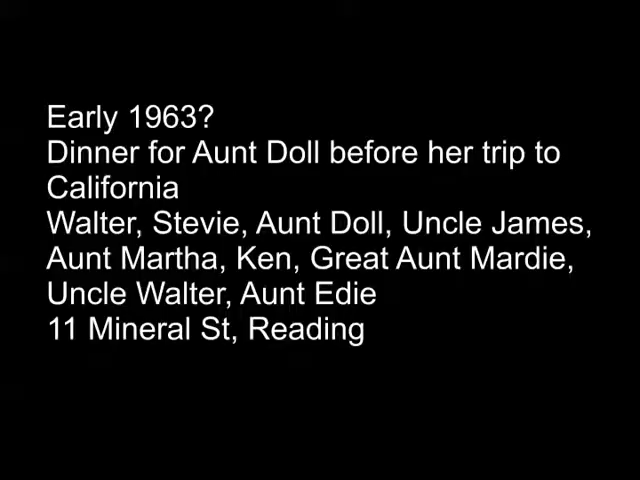 Early 1963?
Dinner for Aunt Doll before her trip to
California
Walter, Stevie, Aunt Doll, Uncle James,
Aunt Martha, Ken, Great Aunt Mardie,
Uncle Walter, Aunt Edie
11 Mineral St, Reading